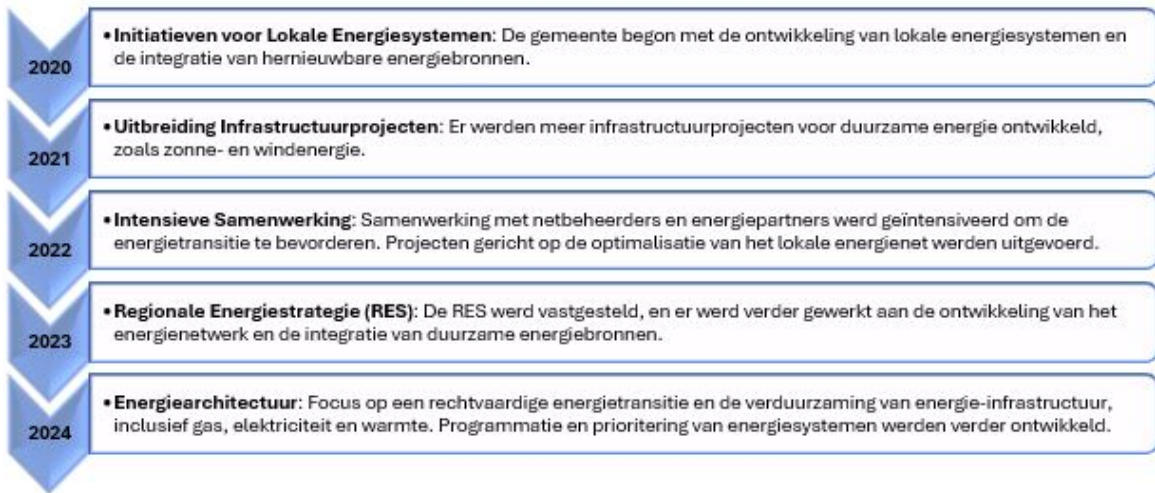 • Initiatieven voor Lokale Energiesystemen: De gemeente begon met de ontwikkeling van lokale energiesystemen en
de integratie van hernieuwbare energiebronnen.
2020
• Uitbreiding Infrastructuurprojecten: Er werden meer infrastructuurprojecten voor duurzame energie ontwikkeld,
zoals zonne- en windenergie.
2021
• Intensieve Samenwerking: Samenwerking met netbeheerders en energiepartners werd geïntensiveerd om de
energietransitie te bevorderen. Projecten gericht op de optimalisatie van het lokale energienet werden uitgevoerd.
2022
• Regionale Energiestrategie (RES): De RES werd vastgesteld, en er werd verder gewerkt aan de ontwikkeling van het
energienetwerk en de integratie van duurzame energiebronnen.
2023
• Energiearchitectuur: Focus op een rechtvaardige energietransitie en de verduurzaming van energie-infrastructuur,
inclusief gas, elektriciteit en warmte. Programmatie en prioritering van energiesystemen werden verder ontwikkeld.
2024